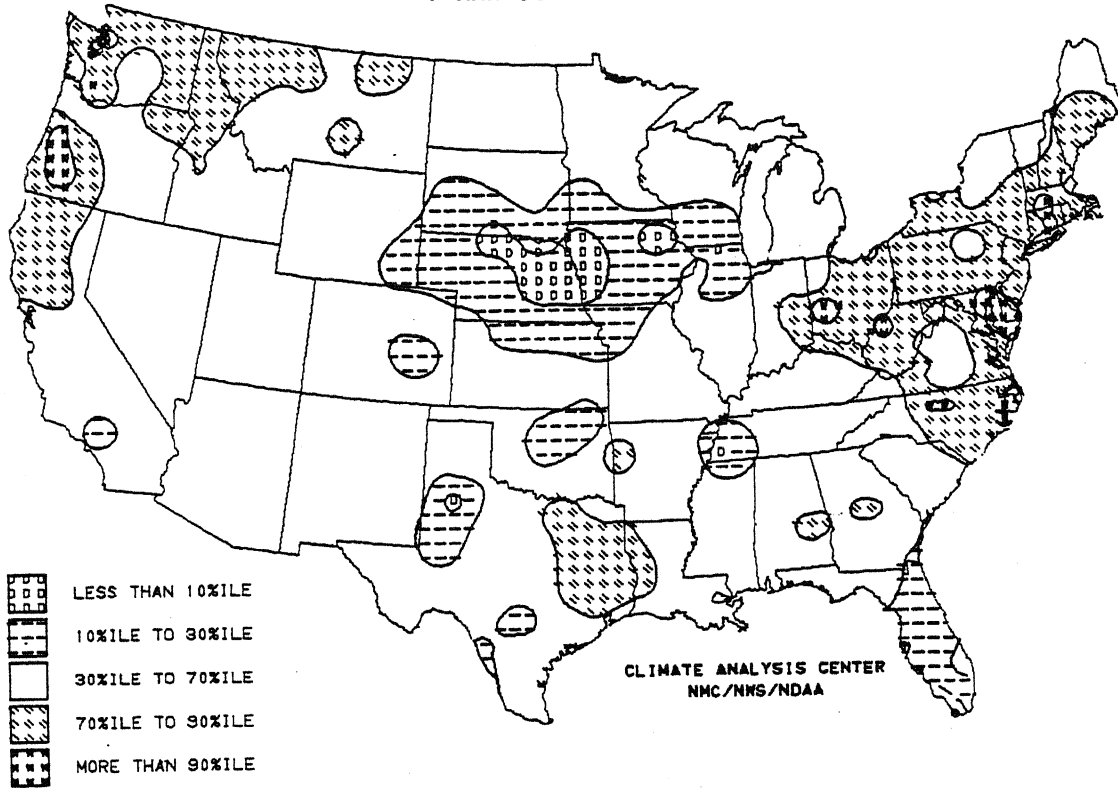 LESS THAN 10%ILE
10%ILE TO 30%ILE
30%ILE TO 70%ILE
70%ILE TO 90%ILE
MORE THAN 90%ILE
CLIMATE ANALYSIS CENTER
NMC/NWS/NOAA